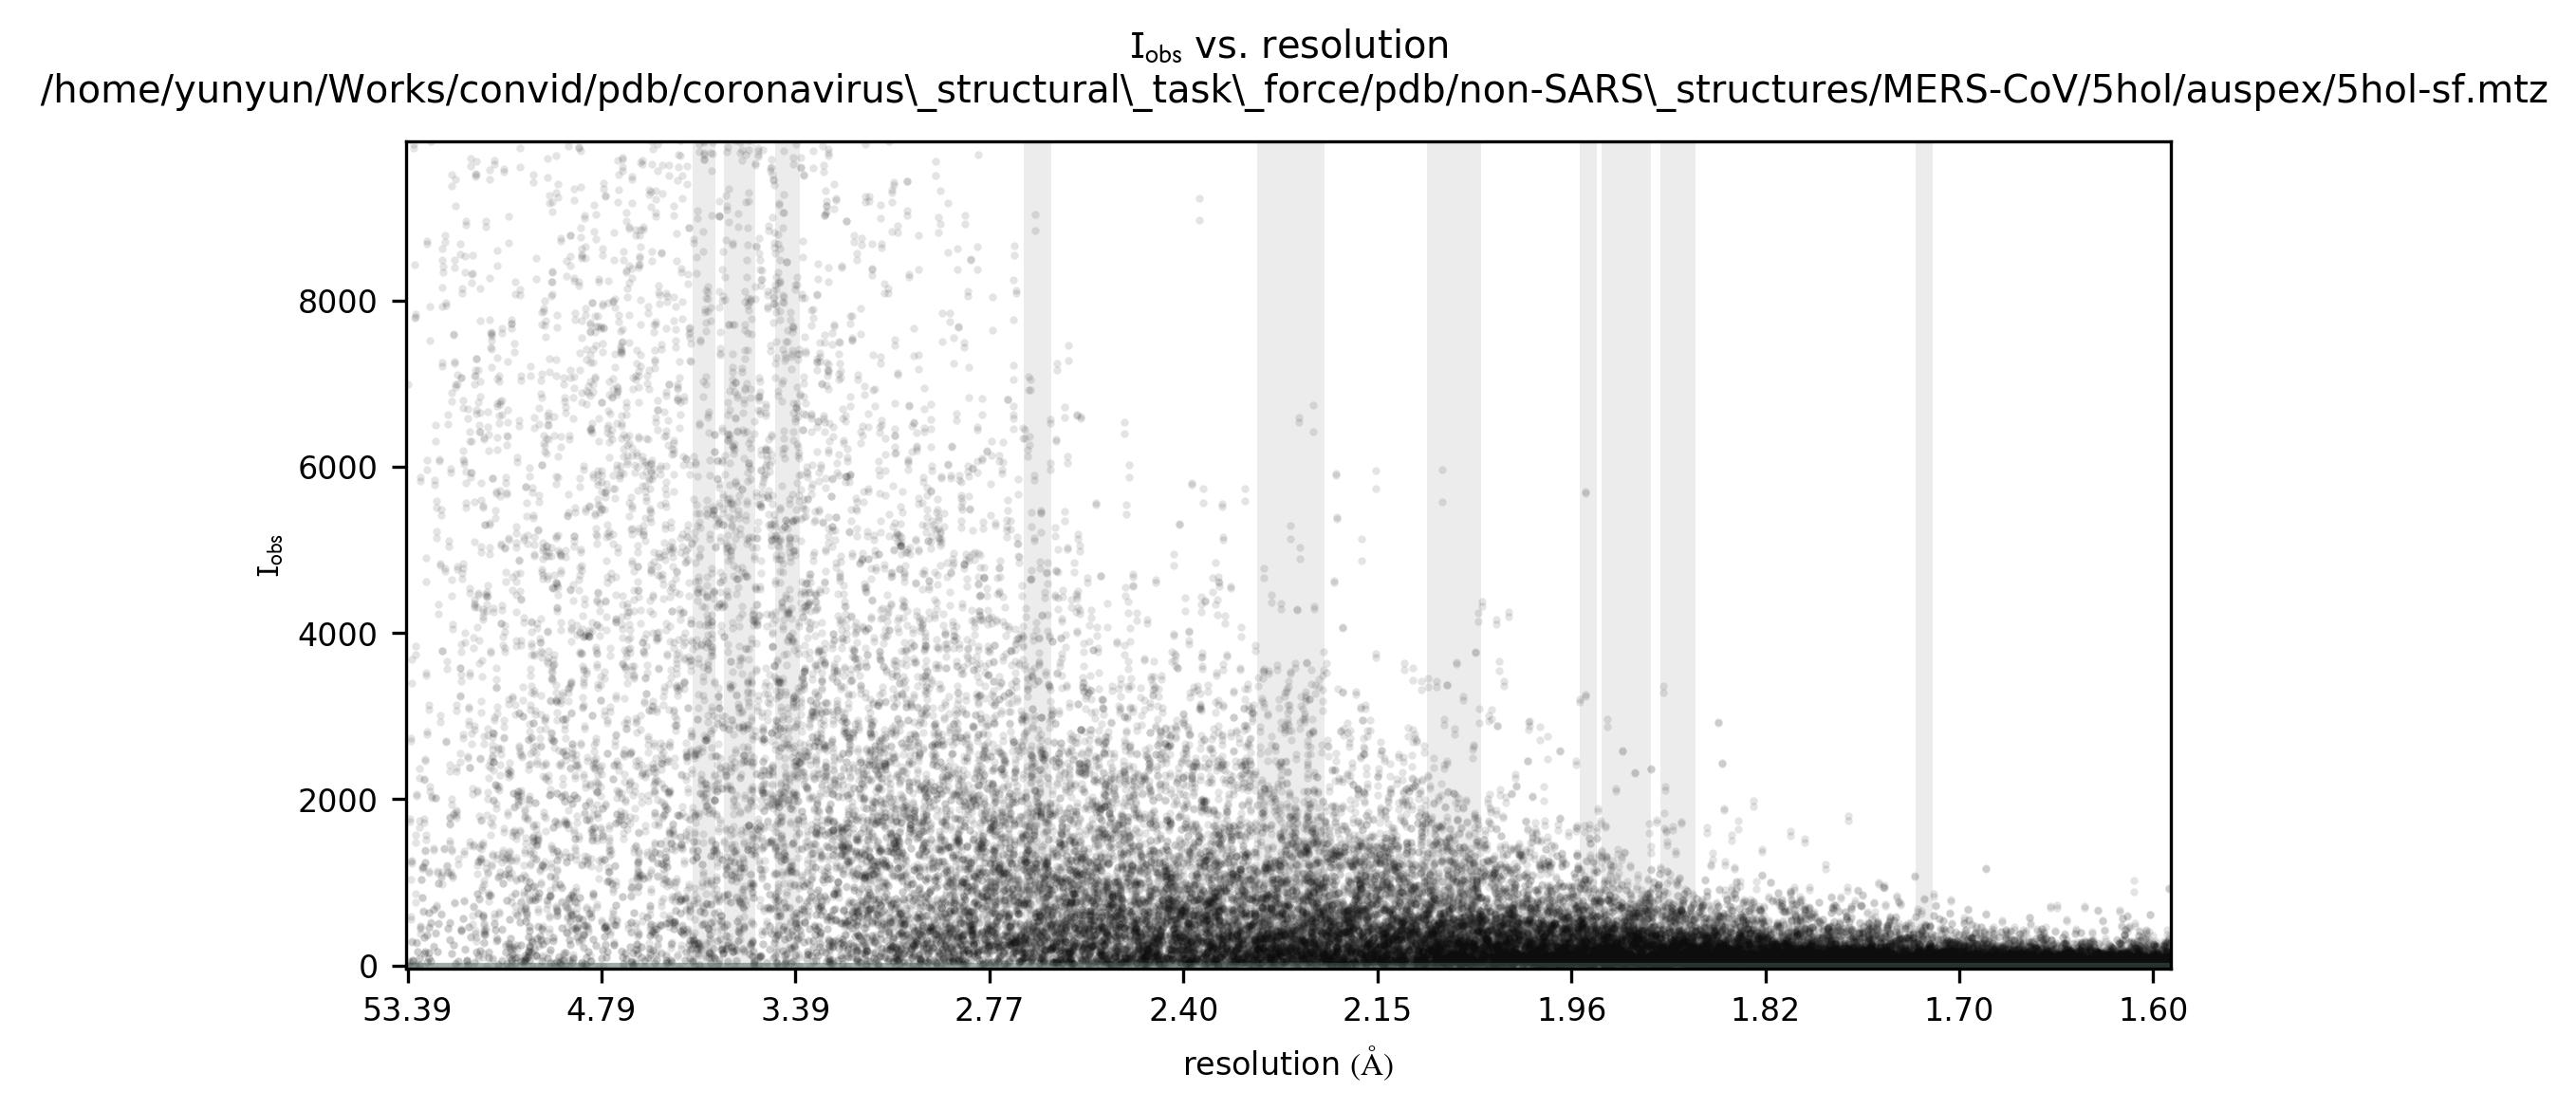 I_obs vs. resolution
/home/yunyun/Works/convid/pdb/coronavirus\_structural\_task\_force/pdb/non-SARS\_structures/MERS-CoV/5hol/auspex/5hol-sf.mtz
8000
6000
I_obs
4000
2000
0
53.39 4.79 3.39 2.77 2.40 2.15 1.96 1.82 1.70 1.60
resolution (Å)